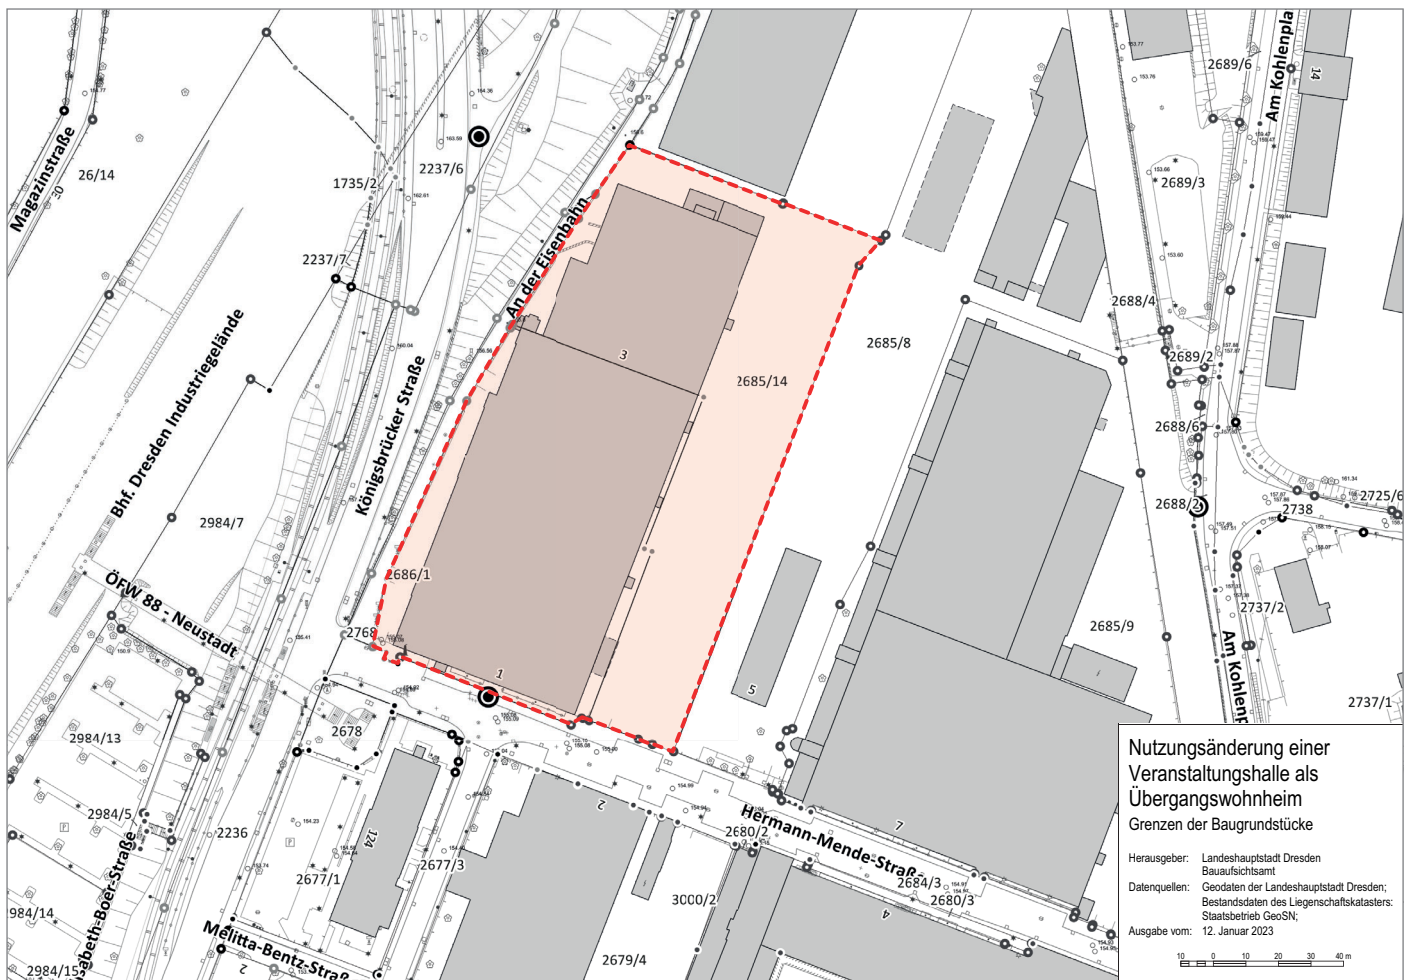 Magazinstraße
30
26/14
1735/2
2237/6
2237/7
An der Eisenbahn
Königsbrücker Straße
Bhf. Dresden Industriegelände
2984/7
ÖFW 88 - Neustadt
2686/1
2768
3
2685/14
2685/8
1
5
2685/9
2689/6
Am Kohlenpla
14
2689/3
2688/4
2689/2
2688/6
2688/2
2738
2725/6
2737/2
Am Kohlenp
2737/1
2678
2984/13
2984/5
2236
124
2677/3
2677/1
984/14
2984/15
sabeth-Boer-Straße
Melitta-Bentz-Straß
2
2
Hermann-Mende-Straße
7
2680/2
2684/3
2680/3
4
3000/2
2679/4
Nutzungsänderung einer
Veranstaltungshalle als
Übergangswohnheim
Grenzen der Baugrundstücke
Herausgeber: Landeshauptstadt Dresden
Bauaufsichtsamt
Datenquellen: Geodaten der Landeshauptstadt Dresden;
Bestandsdaten des Liegenschaftskatasters:
Staatsbetrieb GeoSN;
Ausgabe vom: 12. Januar 2023
10 0 10 20 30 40 m